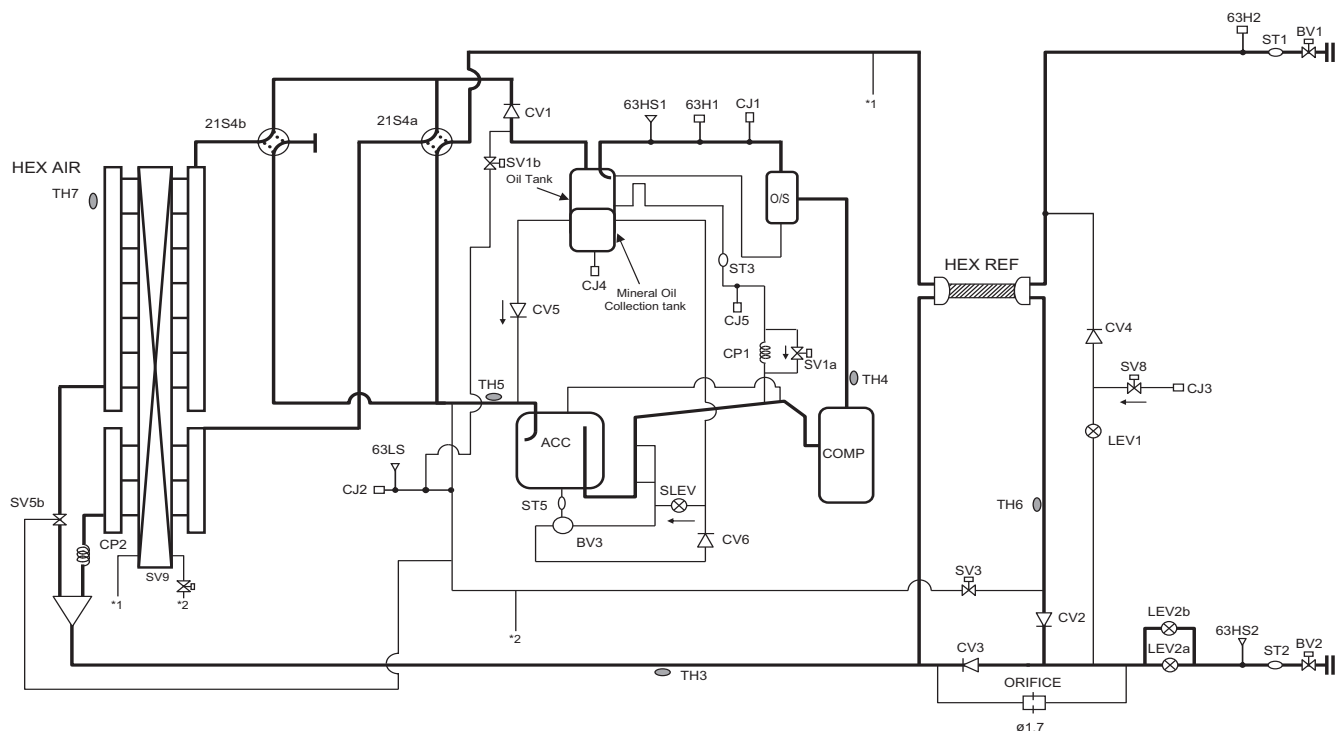 63H2
ST1
BV1
*1
63HS1
63H1
CJ1
CV1
21S4b
21S4a
HEX AIR
TH7
SV1b
Oil Tank
O/S
ST3
HEX REF
CJ4
Mineral Oil
Collection tank
CJ5
CV5
CP1
SV1a
TH4
CV4
SV8
CJ3
LEV1
TH5
ACC
COMP
63LS
CJ2
SLEV
ST5
BV3
CV6
TH6
SV5b
CP2
SV9
*1
*2
SV3
*2
CV2
LEV2b
LEV2a
63HS2
ST2
BV2
CV3
TH3
ORIFICE
ø1.7